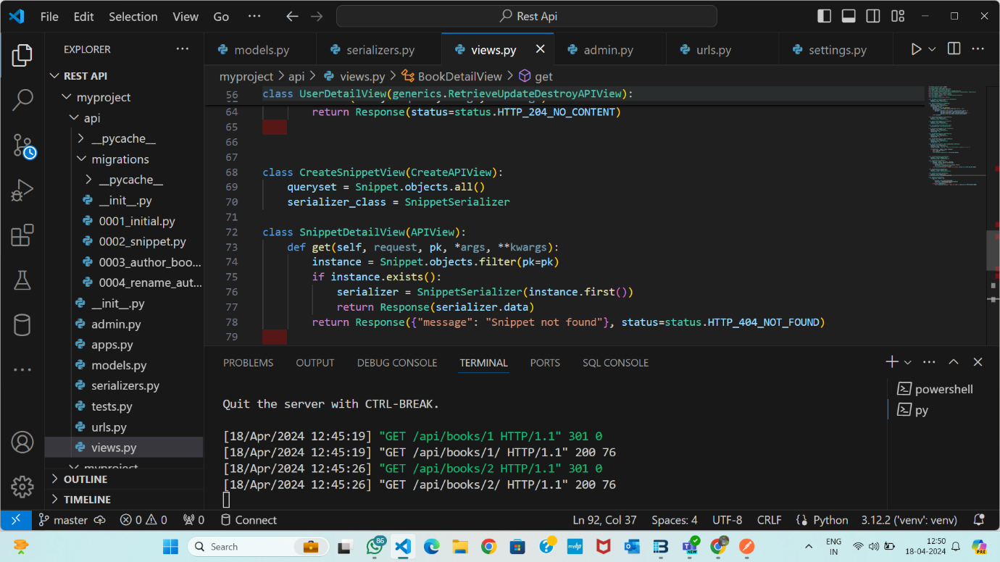 File Edit Selection View Go ··· Rest Api
EXPLORER ···
REST API
myproject
api
__pycache__
migrations
__pycache__
__init__.py
0001_initial.py
0002_snippet.py
0003_author_boo...
0004_rename_aut...
__init__.py
admin.py
apps.py
models.py
serializers.py
tests.py
urls.py
views.py
myproject
OUTLINE
TIMELINE
models.py serializers.py views.py admin.py urls.py settings.py
myproject > api > views.py > BookDetailView > get
56 class UserDetailView(generics.RetrieveUpdateDestroyAPIView):
64 return Response(status=status.HTTP_204_NO_CONTENT)
65
66
67
68 class CreateSnippetView(CreateAPIView):
69 queryset = Snippet.objects.all()
70 serializer_class = SnippetSerializer
71
72 class SnippetDetailView(APIView):
73 def get(self, request, pk, *args, **kwargs):
74 instance = Snippet.objects.filter(pk=pk)
75 if instance.exists():
76 serializer = SnippetSerializer(instance.first())
77 return Response(serializer.data)
78 return Response({"message": "Snippet not found"}, status=status.HTTP_404_NOT_FOUND)
79
PROBLEMS OUTPUT DEBUG CONSOLE TERMINAL PORTS SQL CONSOLE
powershell
py
Quit the server with CTRL-BREAK.
[18/Apr/2024 12:45:19] "GET /api/books/1 HTTP/1.1" 301 0
[18/Apr/2024 12:45:19] "GET /api/books/1/ HTTP/1.1" 200 76
[18/Apr/2024 12:45:26] "GET /api/books/2 HTTP/1.1" 301 0
[18/Apr/2024 12:45:26] "GET /api/books/2/ HTTP/1.1" 200 76
master 0 0 0 Connect Ln 92, Col 37 Spaces: 4 UTF-8 CRLF Python 3.12.2 ('venv': venv)
Search 86 NEW ENG IN 12:50 18-04-2024 PRE